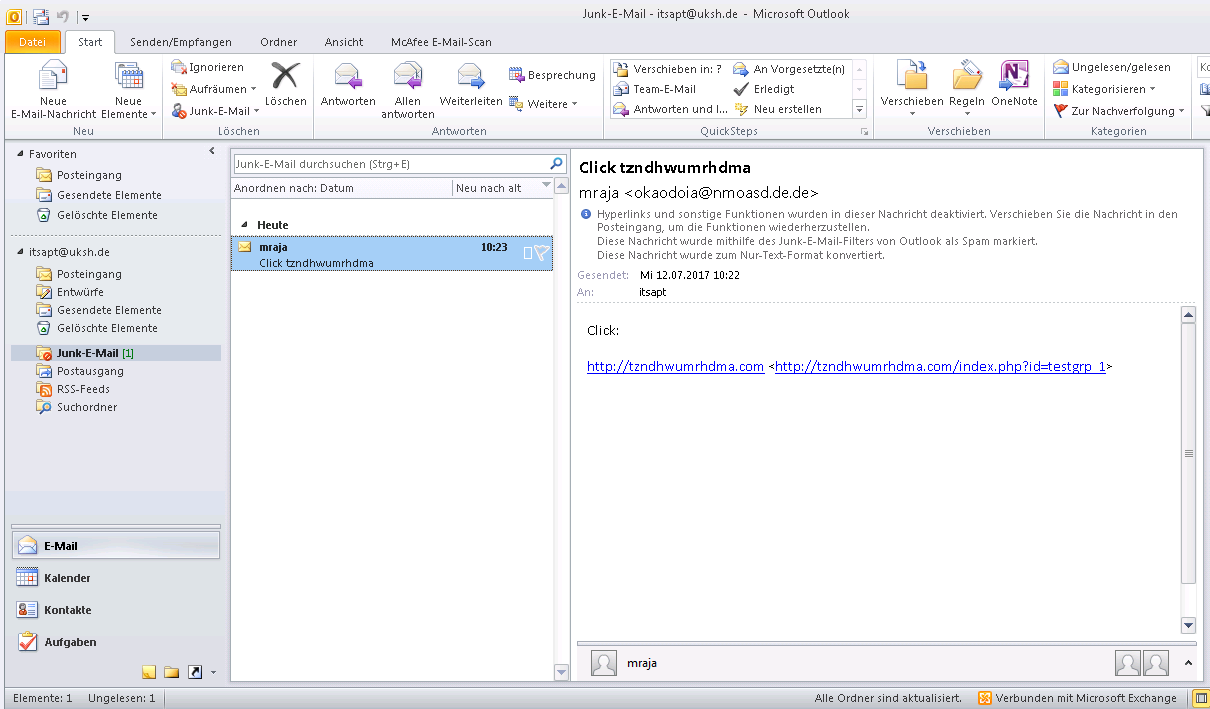 Junk-E-Mail - itsapt@uksh.de - Microsoft Outlook
Datei Start Senden/Empfangen Ordner Ansicht McAfee E-Mail-Scan
Neue E-Mail-Nachricht
Neue Elemente
Neu
Ignorieren
Aufräumen
Junk-E-Mail
Löschen
Löschen
Antworten
Allen antworten
Weiterleiten
Besprechung
Weitere
Antworten
Verschieben in: ?
Team-E-Mail
Antworten und l...
An Vorgesetzte(n)
Erledigt
Neu erstellen
QuickSteps
Verschieben
Regeln
OneNote
Verschieben
Ungelesen/gelesen
Kategorisieren
Zur Nachverfolgung
Kategorien
Favoriten
Posteingang
Gesendete Elemente
Gelöschte Elemente
itsapt@uksh.de
Posteingang
Entwürfe
Gesendete Elemente
Gelöschte Elemente
Junk-E-Mail [1]
Postausgang
RSS-Feeds
Suchordner
E-Mail
Kalender
Kontakte
Aufgaben
Junk-E-Mail durchsuchen (Strg+E)
Anordnen nach: Datum Neu nach alt
Heute
mraja 10:23
Click tzndhwumrhdma
Click tzndhwumrhdma
mraja <okaodoia@nmoasd.de.de>
Hyperlinks und sonstige Funktionen wurden in dieser Nachricht deaktiviert. Verschieben Sie die Nachricht in den
Posteingang, um die Funktionen wiederherzustellen.
Diese Nachricht wurde mithilfe des Junk-E-Mail-Filters von Outlook als Spam markiert.
Diese Nachricht wurde zum Nur-Text-Format konvertiert.
Gesendet: Mi 12.07.2017 10:22
An: itsapt
Click:
http://tzndhwumrhdma.com <http://tzndhwumrhdma.com/index.php?id=testgrp_1>
mraja
Elemente: 1 Ungelesen: 1
Alle Ordner sind aktualisiert. Verbunden mit Microsoft Exchange